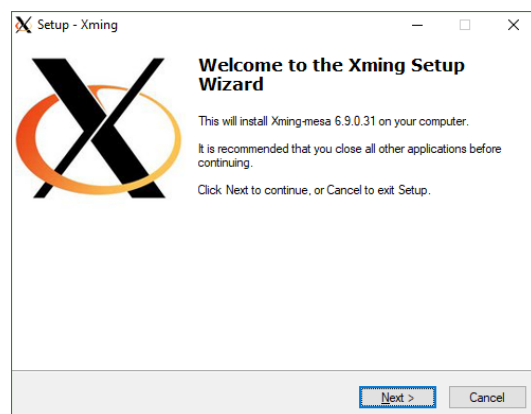 Setup - Xming
Welcome to the Xming Setup
Wizard
This will install Xming-mesa 6.9.0.31 on your computer.
It is recommended that you close all other applications before
continuing.
Click Next to continue, or Cancel to exit Setup.
Next >
Cancel